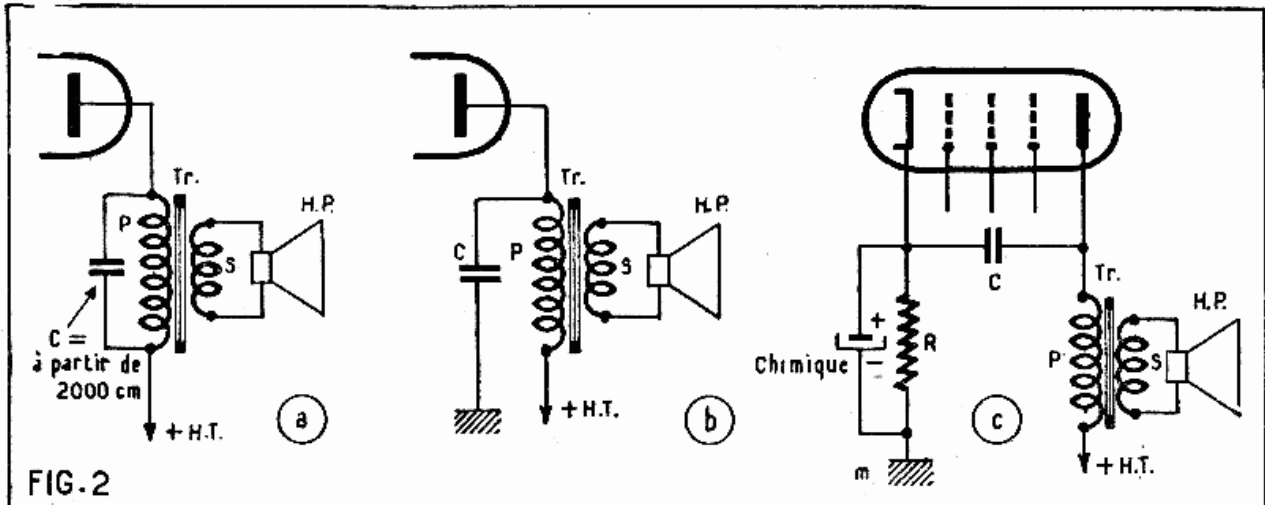 Tr.
P
H.P.
S
C =
à partir de
2000 cm
+ H.T.
a
FIG. 2
Tr.
C
P
S
H.P.
+ H.T.
b
C
Tr.
H.P.
+
R
Chimique
–
P
S
c
m
+ H.T.